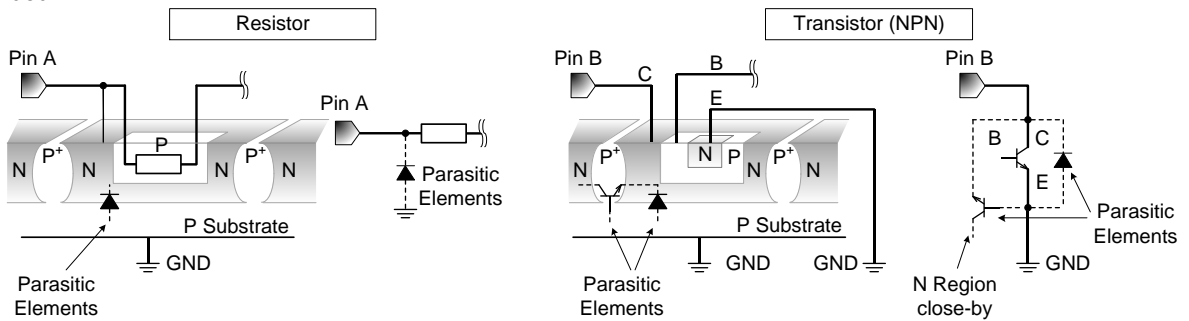 Resistor
Pin A
P
N
P+
N
P+
N
N
P Substrate
GND
Parasitic
Elements
Pin A
Parasitic
Elements
Transistor (NPN)
Pin B
C
B
E
N
P+
N
N
P
P+
N
N
P Substrate
GND
GND
Parasitic
Elements
Pin B
B
C
E
Parasitic
Elements
N Region
close-by